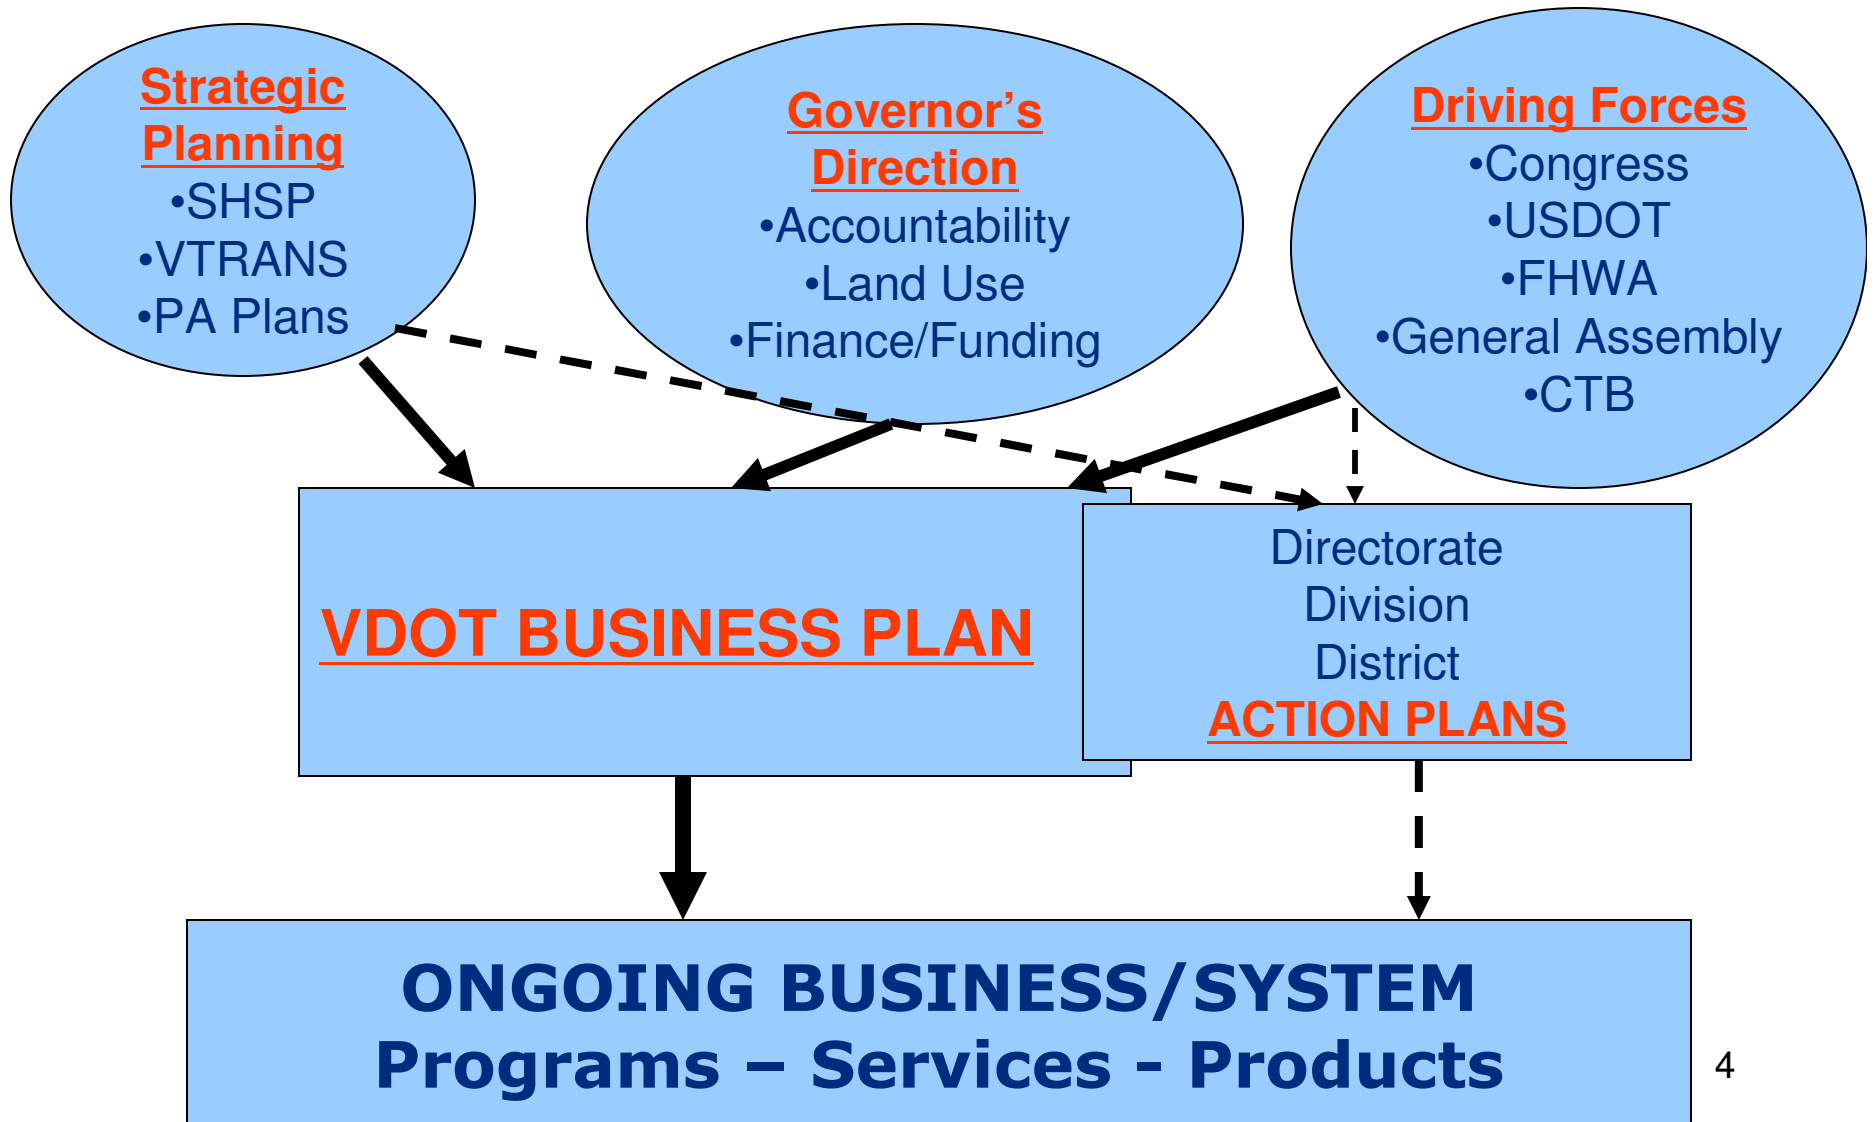 Strategic
Planning
•SHSP
•VTRANS
•PA Plans
Governor’s
Direction
•Accountability
•Land Use
•Finance/Funding
Driving Forces
•Congress
•USDOT
•FHWA
•General Assembly
•CTB
VDOT BUSINESS PLAN
Directorate
Division
District
ACTION PLANS
ONGOING BUSINESS/SYSTEM
Programs – Services - Products
4